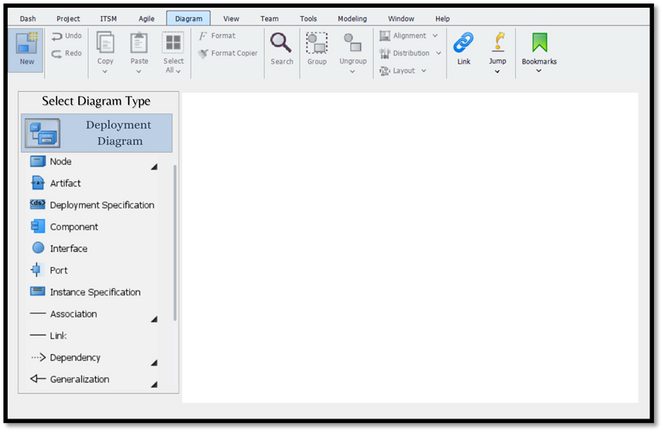 Dash Project ITSM Agile Diagram View Team Tools Modeling Window Help
New
Undo
Redo
Copy
Paste
Select
All
Format
Format Copier
Search
Group
Ungroup
Alignment
Distribution
Layout
Link
Jump
Bookmarks
Select Diagram Type
Deployment
Diagram
Node
Artifact
Deployment Specification
Component
Interface
Port
Instance Specification
Association
Link
Dependency
Generalization